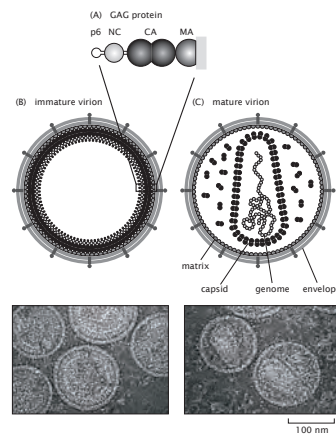 (A) GAG protein
p6 NC CA MA
(B) immature virion
(C) mature virion
matrix
capsid
genome
envelop
100 nm